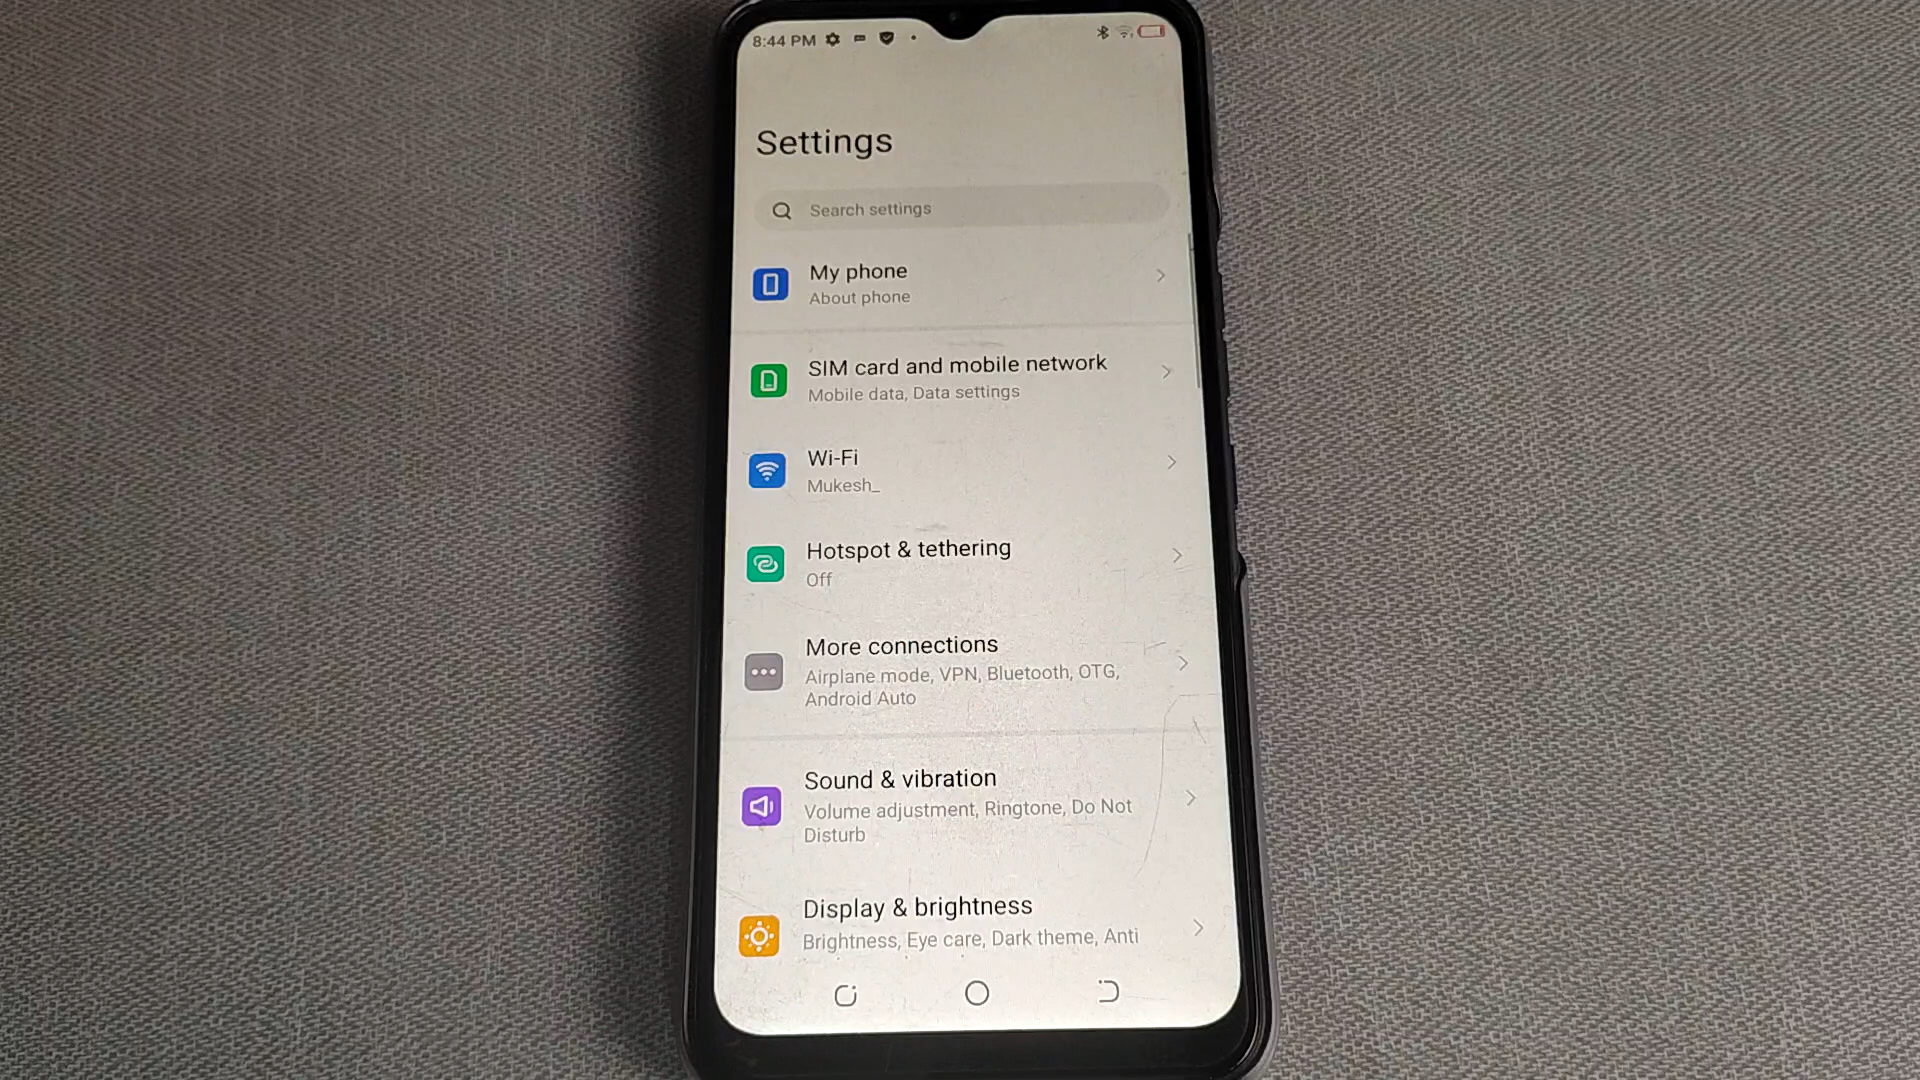 8:44 PM
Settings
Search settings
My phone
About phone
SIM card and mobile network
Mobile data, Data settings
Wi-Fi
Mukesh_
Hotspot & tethering
Off
More connections
Airplane mode, VPN, Bluetooth, OTG,
Android Auto
Sound & vibration
Volume adjustment, Ringtone, Do Not
Disturb
Display & brightness
Brightness, Eye care, Dark theme, Anti